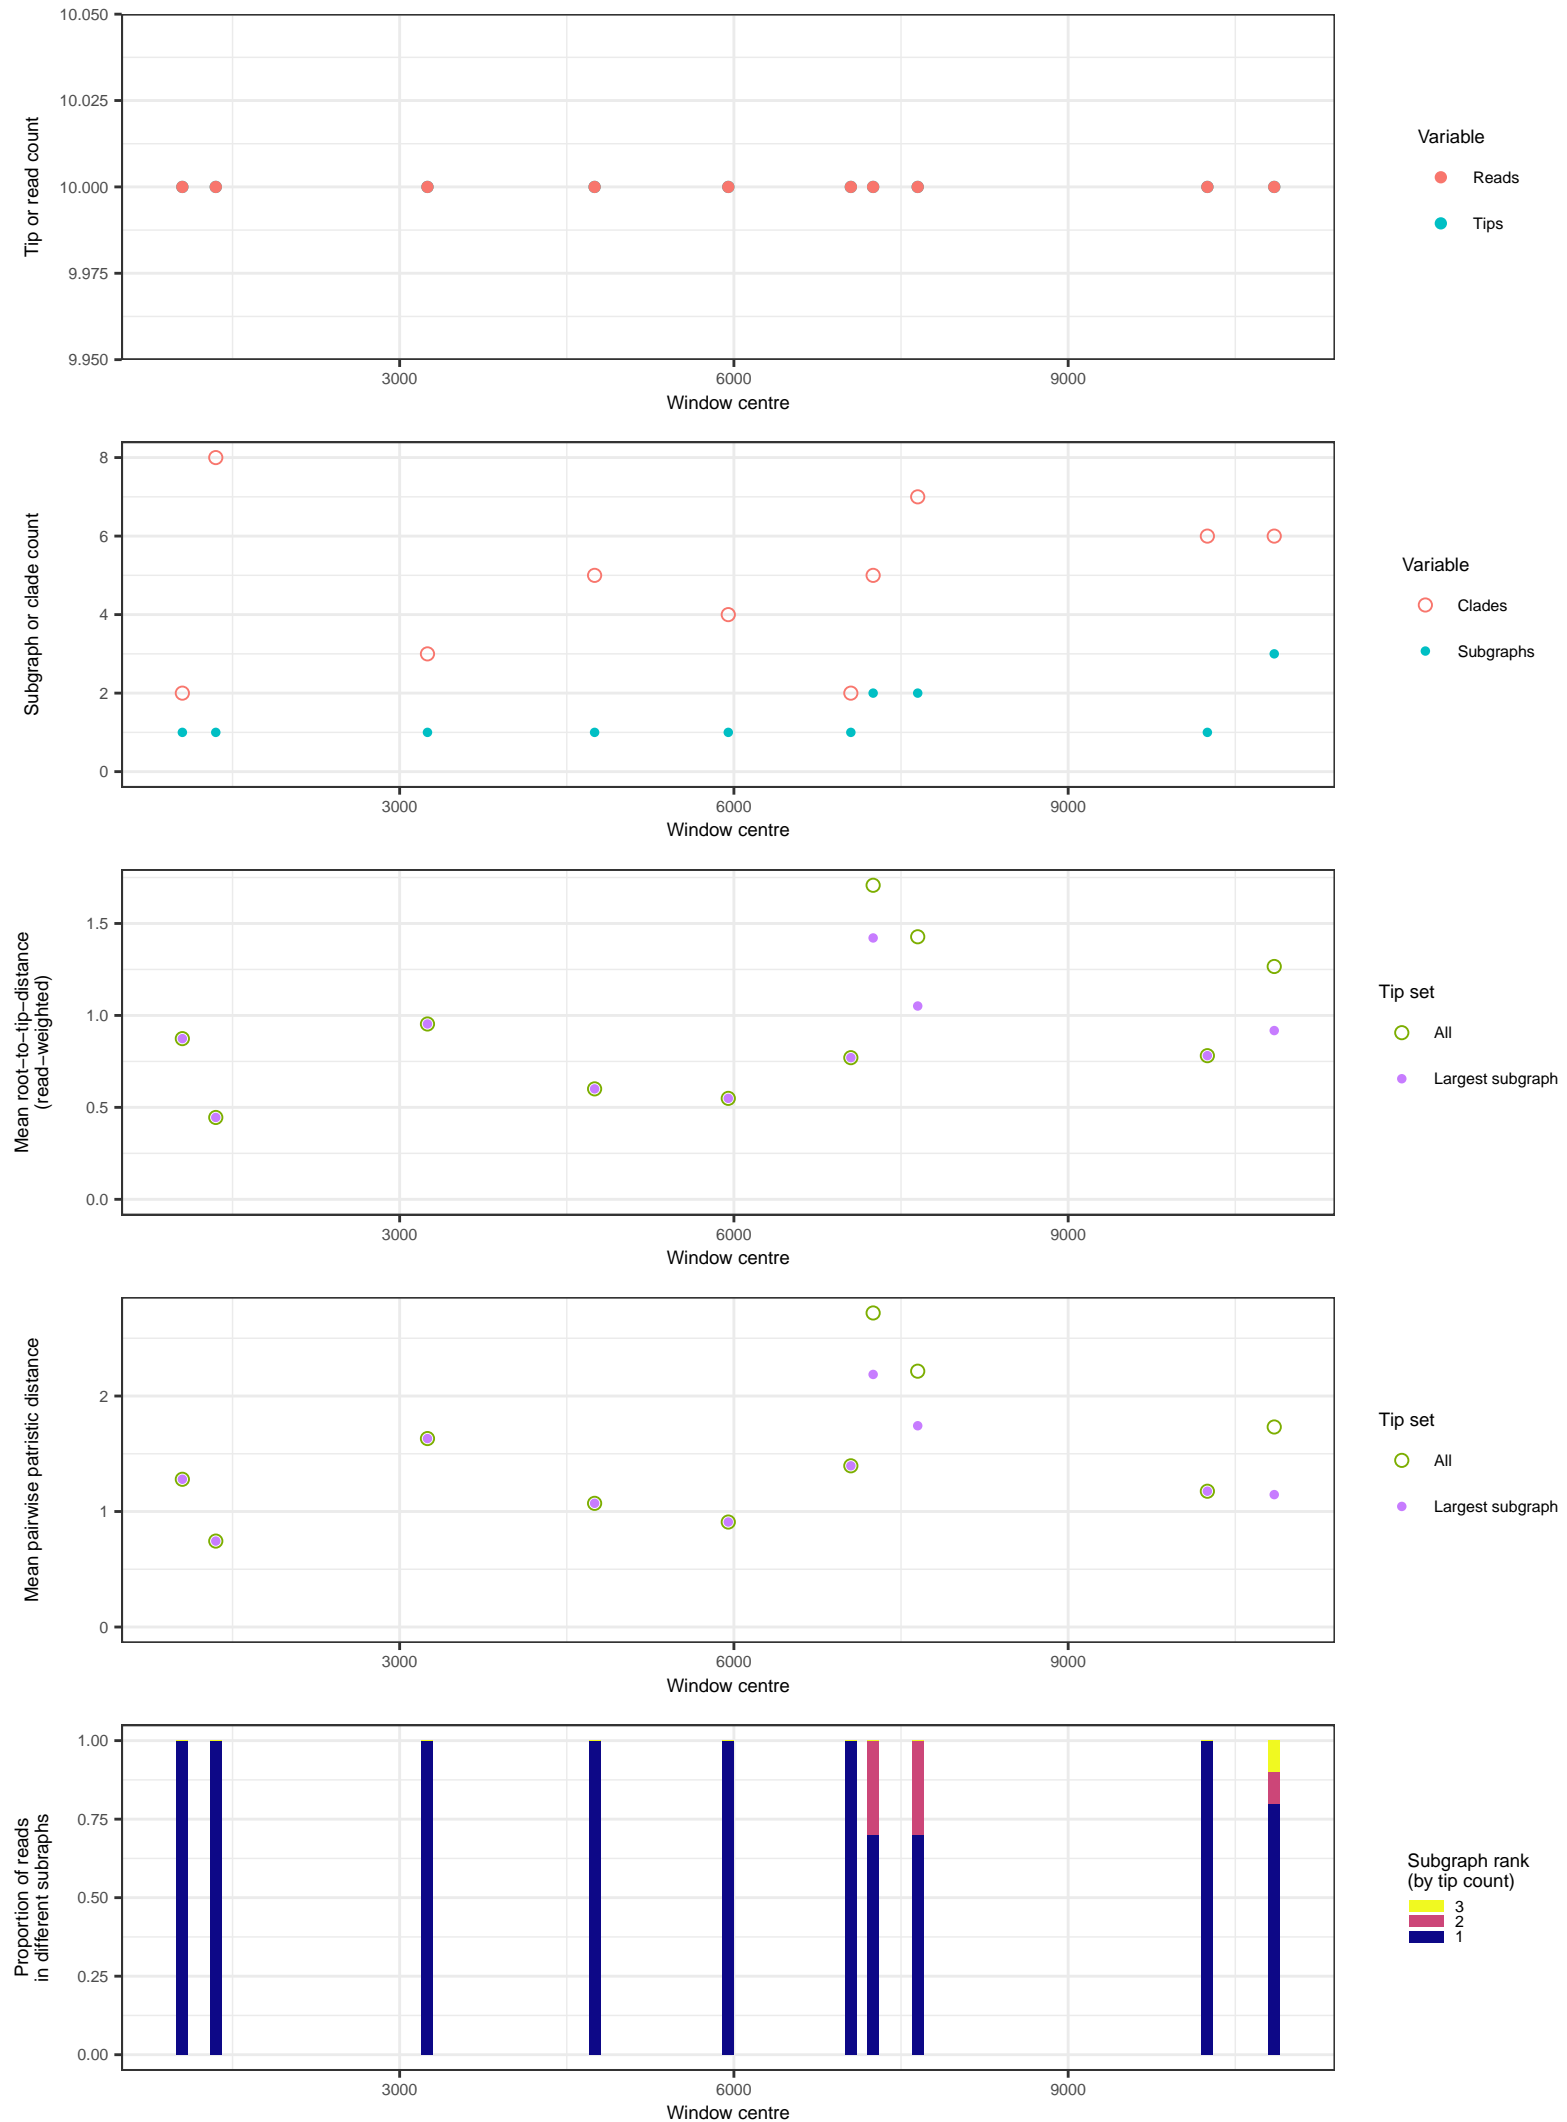 10.050
10.025
10.000
9.975
9.950
Tip or read count
3000
6000
9000
Window centre
Variable
Reads
Tips
8
6
4
2
0
Subgraph or clade count
3000
6000
9000
Window centre
Variable
Clades
Subgraphs
1.5
1.0
0.5
0.0
Mean root−to−tip−distance
(read−weighted)
3000
6000
9000
Window centre
Tip set
All
Largest subgraph
2
1
0
Mean pairwise patristic distance
3000
6000
9000
Window centre
Tip set
All
Largest subgraph
1.00
0.75
0.50
0.25
0.00
Proportion of reads
in different subraphs
3000
6000
9000
Window centre
Subgraph rank
(by tip count)
3
2
1